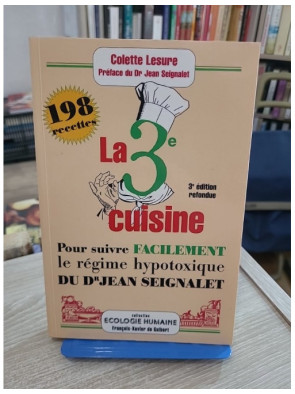 Colette Lesure
Préface du Dr Jean Seignalet
198
recettes
La 3e
cuisine
3e édition
refondue
Pour suivre FACILEMENT
le régime hypotoxique
DU Dr JEAN SEIGNALET
collection
ECOLOGIE HUMAINE
François-Xavier de Guibert